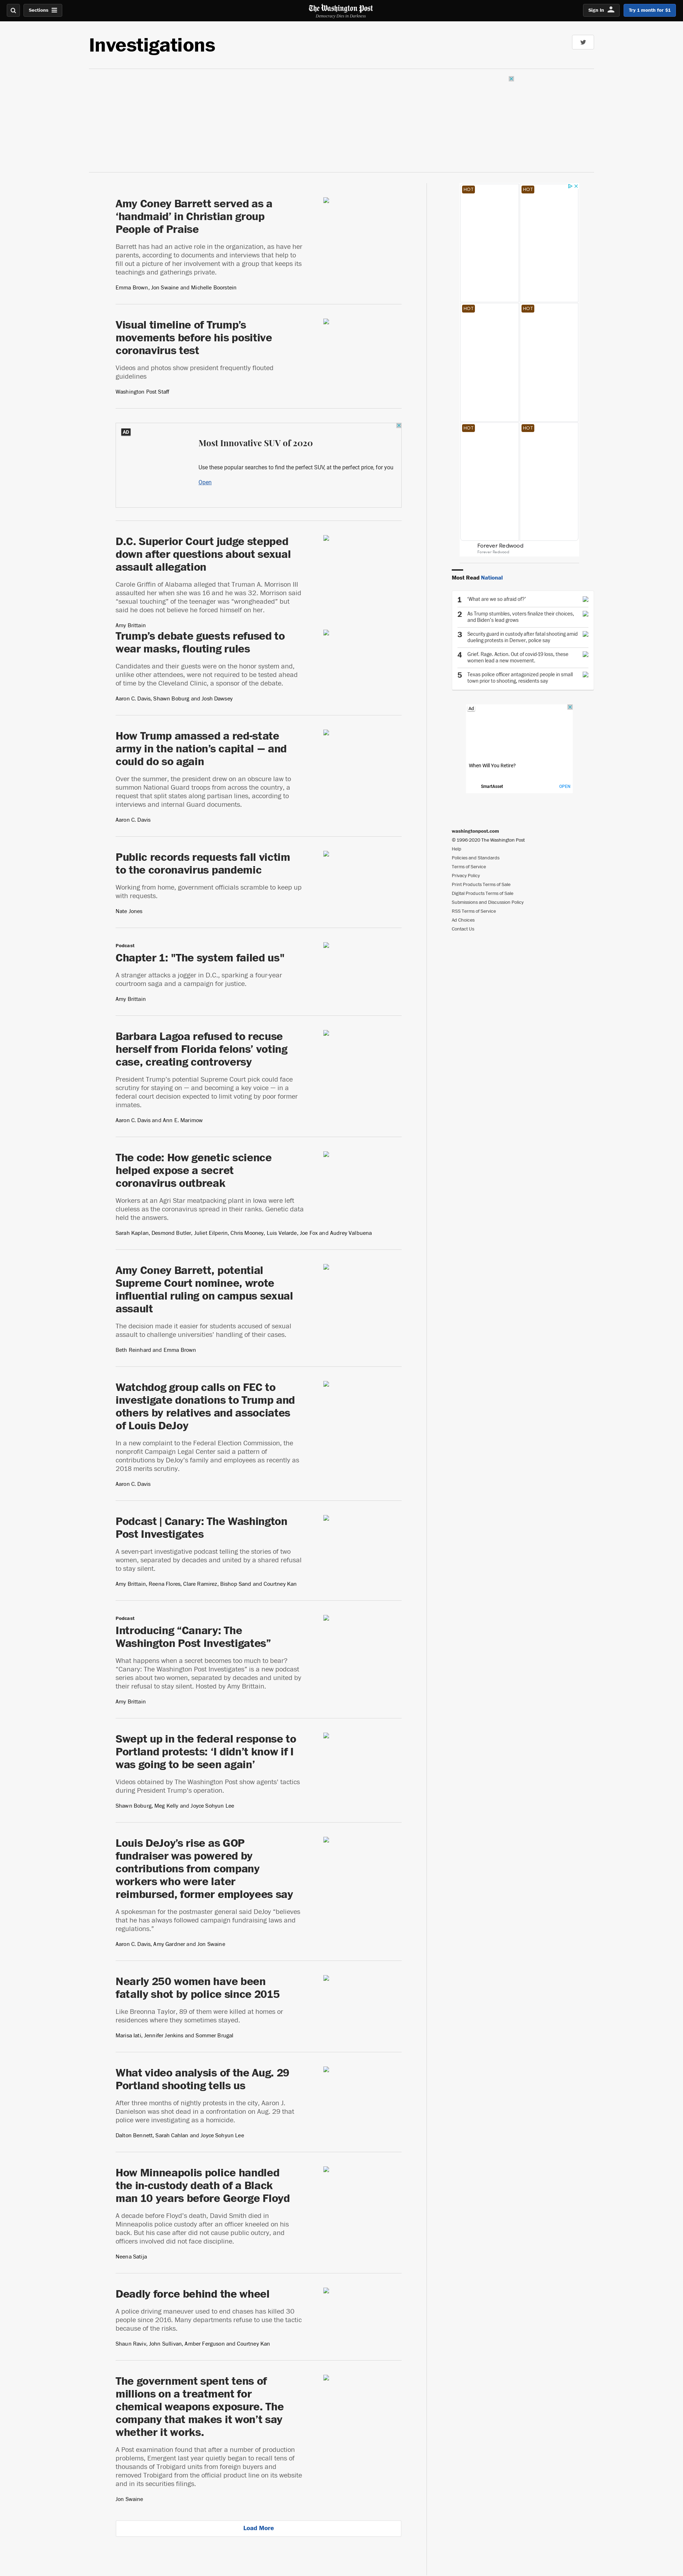 Sections
The Washington Post
Democracy Dies in Darkness
Sign In
Try 1 month for $1
Investigations
Amy Coney Barrett served as a
‘handmaid’ in Christian group
People of Praise
Barrett has had an active role in the organization, as have her
parents, according to documents and interviews that help to
fill out a picture of her involvement with a group that keeps its
teachings and gatherings private.
Emma Brown, Jon Swaine and Michelle Boorstein
Visual timeline of Trump’s
movements before his positive
coronavirus test
Videos and photos show president frequently flouted
guidelines
Washington Post Staff
AD
Most Innovative SUV of 2020
Use these popular searches to find the perfect SUV, at the perfect price, for you
Open
D.C. Superior Court judge stepped
down after questions about sexual
assault allegation
Carole Griffin of Alabama alleged that Truman A. Morrison III
assaulted her when she was 16 and he was 32. Morrison said
“sexual touching” of the teenager was “wrongheaded” but
said he does not believe he forced himself on her.
Amy Brittain
Trump’s debate guests refused to
wear masks, flouting rules
Candidates and their guests were on the honor system and,
unlike other attendees, were not required to be tested ahead
of time by the Cleveland Clinic, a sponsor of the debate.
Aaron C. Davis, Shawn Boburg and Josh Dawsey
How Trump amassed a red-state
army in the nation’s capital — and
could do so again
Over the summer, the president drew on an obscure law to
summon National Guard troops from across the country, a
request that split states along partisan lines, according to
interviews and internal Guard documents.
Aaron C. Davis
Public records requests fall victim
to the coronavirus pandemic
Working from home, government officials scramble to keep up
with requests.
Nate Jones
Podcast
Chapter 1: "The system failed us"
A stranger attacks a jogger in D.C., sparking a four-year
courtroom saga and a campaign for justice.
Amy Brittain
Barbara Lagoa refused to recuse
herself from Florida felons’ voting
case, creating controversy
President Trump’s potential Supreme Court pick could face
scrutiny for staying on — and becoming a key voice — in a
federal court decision expected to limit voting by poor former
inmates.
Aaron C. Davis and Ann E. Marimow
The code: How genetic science
helped expose a secret
coronavirus outbreak
Workers at an Agri Star meatpacking plant in Iowa were left
clueless as the coronavirus spread in their ranks. Genetic data
held the answers.
Sarah Kaplan, Desmond Butler, Juliet Eilperin, Chris Mooney, Luis Velarde, Joe Fox and Audrey Valbuena
Amy Coney Barrett, potential
Supreme Court nominee, wrote
influential ruling on campus sexual
assault
The decision made it easier for students accused of sexual
assault to challenge universities’ handling of their cases.
Beth Reinhard and Emma Brown
Watchdog group calls on FEC to
investigate donations to Trump and
others by relatives and associates
of Louis DeJoy
In a new complaint to the Federal Election Commission, the
nonprofit Campaign Legal Center said a pattern of
contributions by DeJoy’s family and employees as recently as
2018 merits scrutiny.
Aaron C. Davis
Podcast | Canary: The Washington
Post Investigates
A seven-part investigative podcast telling the stories of two
women, separated by decades and united by a shared refusal
to stay silent.
Amy Brittain, Reena Flores, Clare Ramirez, Bishop Sand and Courtney Kan
Podcast
Introducing “Canary: The
Washington Post Investigates”
What happens when a secret becomes too much to bear?
“Canary: The Washington Post Investigates” is a new podcast
series about two women, separated by decades and united by
their refusal to stay silent. Hosted by Amy Brittain.
Amy Brittain
Swept up in the federal response to
Portland protests: ‘I didn’t know if I
was going to be seen again’
Videos obtained by The Washington Post show agents’ tactics
during President Trump’s operation.
Shawn Boburg, Meg Kelly and Joyce Sohyun Lee
Louis DeJoy’s rise as GOP
fundraiser was powered by
contributions from company
workers who were later
reimbursed, former employees say
A spokesman for the postmaster general said DeJoy “believes
that he has always followed campaign fundraising laws and
regulations.”
Aaron C. Davis, Amy Gardner and Jon Swaine
Nearly 250 women have been
fatally shot by police since 2015
Like Breonna Taylor, 89 of them were killed at homes or
residences where they sometimes stayed.
Marisa Iati, Jennifer Jenkins and Sommer Brugal
What video analysis of the Aug. 29
Portland shooting tells us
After three months of nightly protests in the city, Aaron J.
Danielson was shot dead in a confrontation on Aug. 29 that
police were investigating as a homicide.
Dalton Bennett, Sarah Cahlan and Joyce Sohyun Lee
How Minneapolis police handled
the in-custody death of a Black
man 10 years before George Floyd
A decade before Floyd’s death, David Smith died in
Minneapolis police custody after an officer kneeled on his
back. But his case after did not cause public outcry, and
officers involved did not face discipline.
Neena Satija
Deadly force behind the wheel
A police driving maneuver used to end chases has killed 30
people since 2016. Many departments refuse to use the tactic
because of the risks.
Shaun Raviv, John Sullivan, Amber Ferguson and Courtney Kan
The government spent tens of
millions on a treatment for
chemical weapons exposure. The
company that makes it won’t say
whether it works.
A Post examination found that after a number of production
problems, Emergent last year quietly began to recall tens of
thousands of Trobigard units from foreign buyers and
removed Trobigard from the official product line on its website
and in its securities filings.
Jon Swaine
Load More
HOT
HOT
HOT
HOT
HOT
HOT
Forever Redwood
Forever Redwood
Most Read National
1 ‘What are we so afraid of?’
2 As Trump stumbles, voters finalize their choices,
and Biden’s lead grows
3 Security guard in custody after fatal shooting amid
dueling protests in Denver, police say
4 Grief. Rage. Action. Out of covid-19 loss, these
women lead a new movement.
5 Texas police officer antagonized people in small
town prior to shooting, residents say
Ad
When Will You Retire?
SmartAsset
OPEN
washingtonpost.com
© 1996-2020 The Washington Post
Help
Policies and Standards
Terms of Service
Privacy Policy
Print Products Terms of Sale
Digital Products Terms of Sale
Submissions and Discussion Policy
RSS Terms of Service
Ad Choices
Contact Us